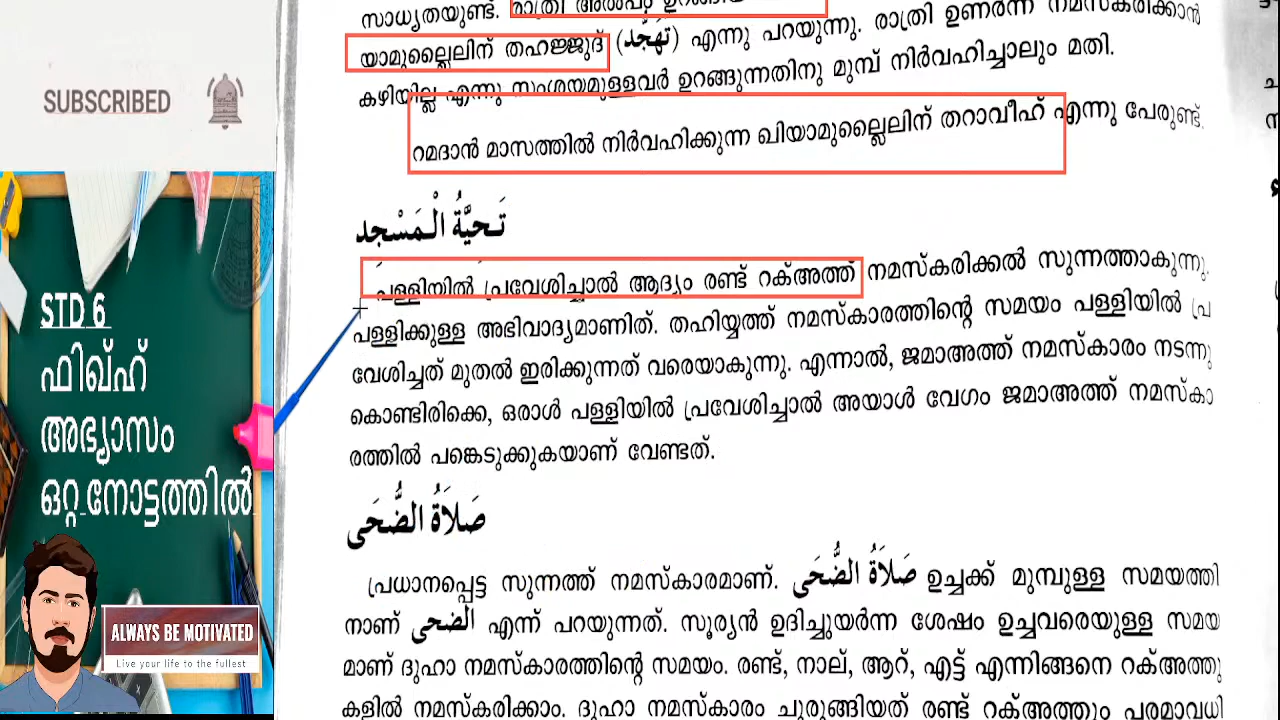 SUBSCRIBED
STD 6
ഫിഖ്ഹ്
അഭ്യാസം
ഒറ്റ നോട്ടത്തിൽ
ALWAYS BE MOTIVATED
Live your life to the fullest
സാധ്യതയുണ്ട്. രാത്രി അൽപം ഉറങ്ങിയ
യാമുല്ലൈലിന് തഹജ്ജുദ് (تَهَجُّد) എന്നു പറയുന്നു. രാത്രി ഉണർന്ന് നമസ്കരിക്കാൻ
കഴിയില്ല എന്നു സംശയമുള്ളവർ ഉറങ്ങുന്നതിനു മുമ്പ് നിർവഹിച്ചാലും മതി.
റമദാൻ മാസത്തിൽ നിർവഹിക്കുന്ന ഖിയാമുല്ലൈലിന് തറാവീഹ് എന്നു പേരുണ്ട്.
تَحِيَّةُ الْمَسْجِد
പള്ളിയിൽ പ്രവേശിച്ചാൽ ആദ്യം രണ്ട് റക്അത്ത് നമസ്കരിക്കൽ സുന്നത്താകുന്നു.
പള്ളിക്കുള്ള അഭിവാദ്യമാണിത്. തഹിയ്യത്ത് നമസ്കാരത്തിന്റെ സമയം പള്ളിയിൽ പ്ര
വേശിച്ചത് മുതൽ ഇരിക്കുന്നത് വരെയാകുന്നു. എന്നാൽ, ജമാഅത്ത് നമസ്കാരം നടന്നു
കൊണ്ടിരിക്കെ, ഒരാൾ പള്ളിയിൽ പ്രവേശിച്ചാൽ അയാൾ വേഗം ജമാഅത്ത് നമസ്കാ
രത്തിൽ പങ്കെടുക്കുകയാണ് വേണ്ടത്.
صَلَاَةُ الضُّحَى
പ്രധാനപ്പെട്ട സുന്നത്ത് നമസ്കാരമാണ്. صَلَاَةُ الضُّحَى ഉച്ചക്ക് മുമ്പുള്ള സമയത്തി
നാണ് الضحى എന്ന് പറയുന്നത്. സൂര്യൻ ഉദിച്ചുയർന്ന ശേഷം ഉച്ചവരെയുള്ള സമയ
മാണ് ദുഹാ നമസ്കാരത്തിന്റെ സമയം. രണ്ട്, നാല്, ആറ്, എട്ട് എന്നിങ്ങനെ റക്അത്തു
കളിൽ നമസ്കരിക്കാം. ദുഹാ നമസ്കാരം ചുരുങ്ങിയത് രണ്ട് റക്അത്തും പരമാവധി